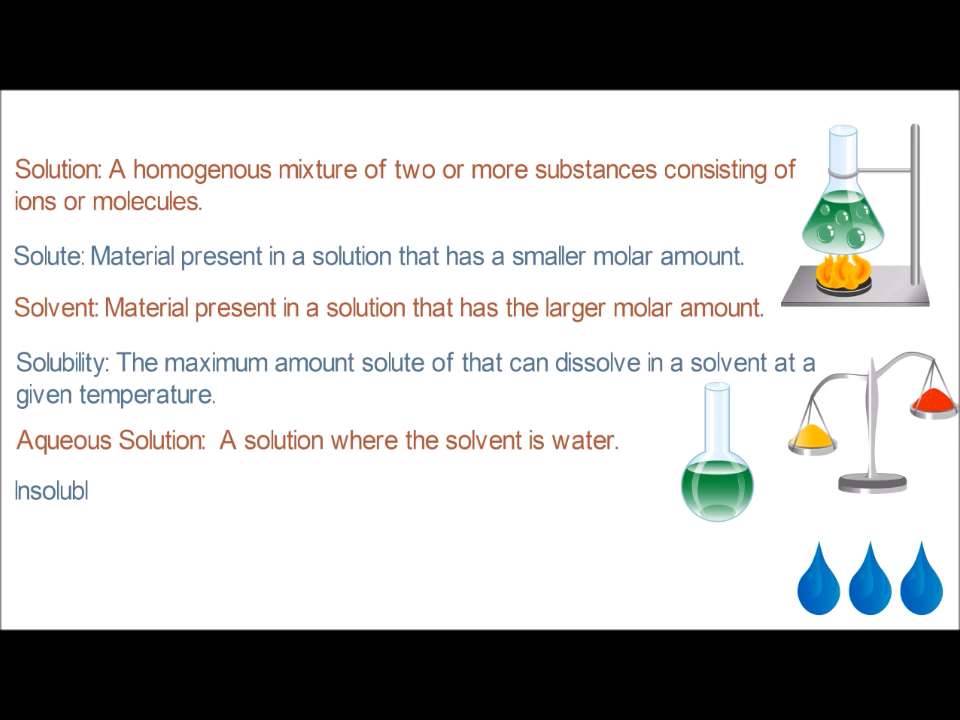 Solution: A homogenous mixture of two or more substances consisting of
ions or molecules.
Solute: Material present in a solution that has a smaller molar amount.
Solvent: Material present in a solution that has the larger molar amount.
Solubility: The maximum amount solute of that can dissolve in a solvent at a
given temperature.
Aqueous Solution: A solution where the solvent is water.
Insolubl